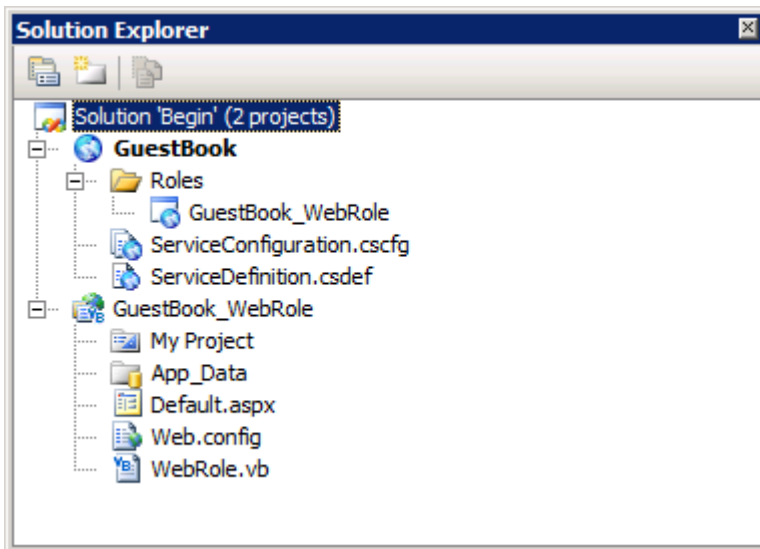 Solution Explorer
Solution 'Begin' (2 projects)
GuestBook
Roles
GuestBook_WebRole
ServiceConfiguration.cscfg
ServiceDefinition.csdef
GuestBook_WebRole
My Project
App_Data
Default.aspx
Web.config
WebRole.vb